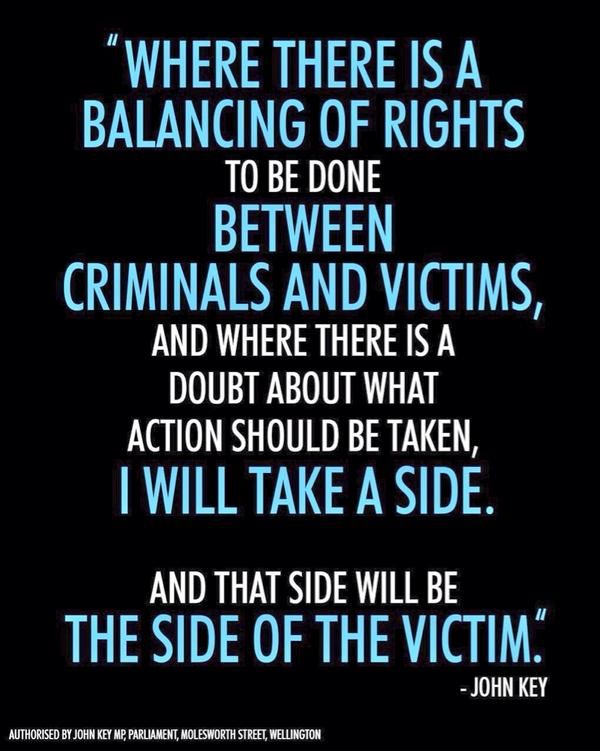 “WHERE THERE IS A
BALANCING OF RIGHTS
TO BE DONE
BETWEEN
CRIMINALS AND VICTIMS,
AND WHERE THERE IS A
DOUBT ABOUT WHAT
ACTION SHOULD BE TAKEN,
I WILL TAKE A SIDE.
AND THAT SIDE WILL BE
THE SIDE OF THE VICTIM.”
- JOHN KEY
AUTHORISED BY JOHN KEY MP, PARLIAMENT, MOLESWORTH STREET, WELLINGTON